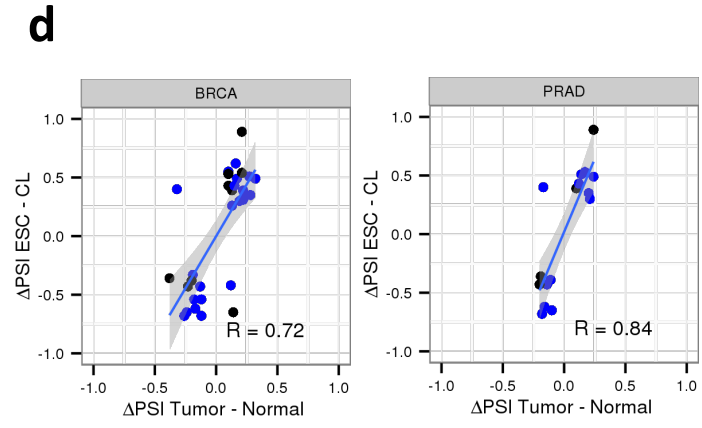 d
BRCA
1.0
0.5
0.0
-0.5
-1.0
ΔPSI ESC - CL
R = 0.72
-1.0 -0.5 0.0 0.5 1.0
ΔPSI Tumor - Normal
PRAD
1.0
0.5
0.0
-0.5
-1.0
ΔPSI ESC - CL
R = 0.84
-1.0 -0.5 0.0 0.5 1.0
ΔPSI Tumor - Normal